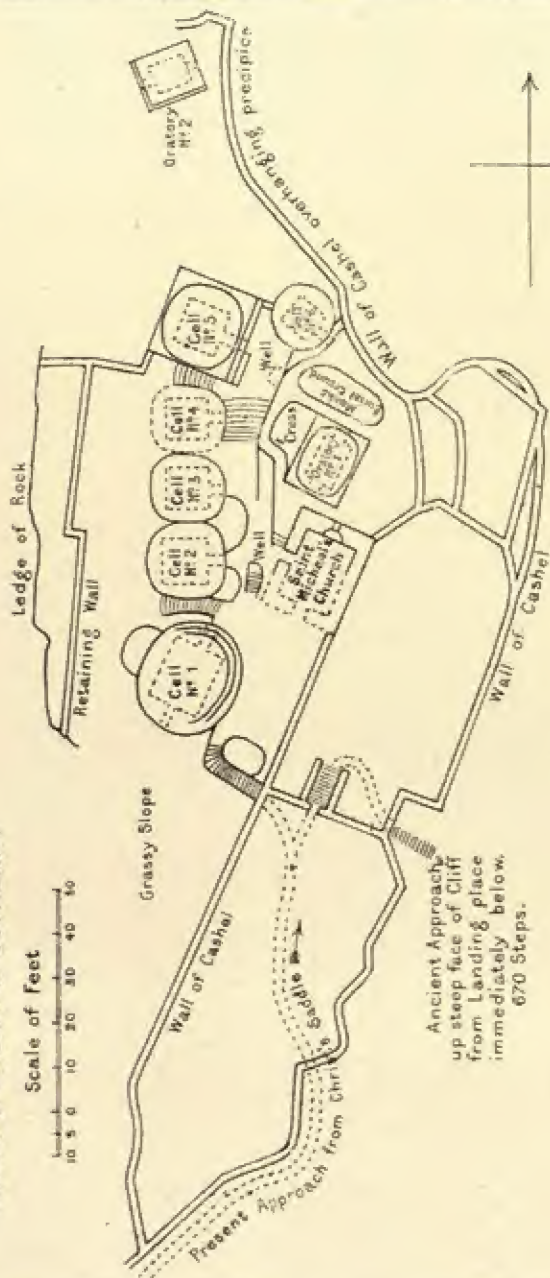 Scale of Feet
10 5 0 10 20 30 40 50
Ledge of Rock
Retaining Wall
Grassy Slope
Wall of Cashel
Cell
Nº 1
Cell
Nº 2
Cell
Nº 3
Cell
Nº 4
Cell
Nº 5
Cell
Well
Well
Cross
Monks
Burial Ground
Oratory
Nº 1
Saint
Micheal's
Church
Oratory
Nº 2
Wall of Cashel overhanging precipice
Wall of Cashel
Present Approach from Christs Saddle
Ancient Approach
up steep face of Cliff
from Landing place
immediately below.
670 Steps.